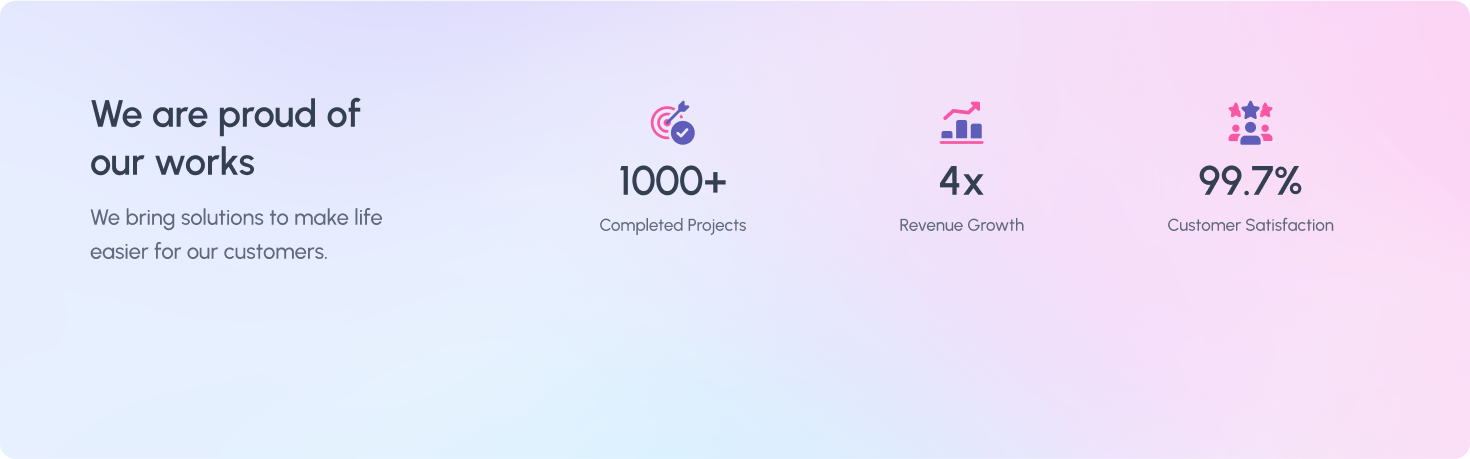 We are proud of
our works
We bring solutions to make life
easier for our customers.
1000+
Completed Projects
4x
Revenue Growth
99.7%
Customer Satisfaction